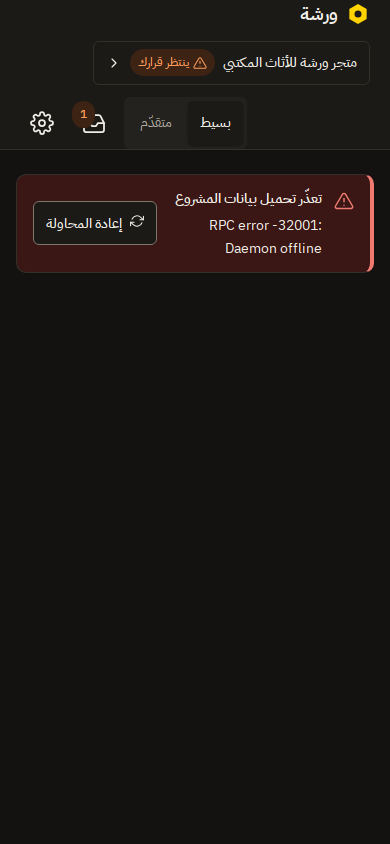 ورشة
متجر ورشة للأثاث المكتبي
ينتظر قرارك
بسيط
متقدّم
1
تعذّر تحميل بيانات المشروع
RPC error -32001:
Daemon offline
إعادة المحاولة